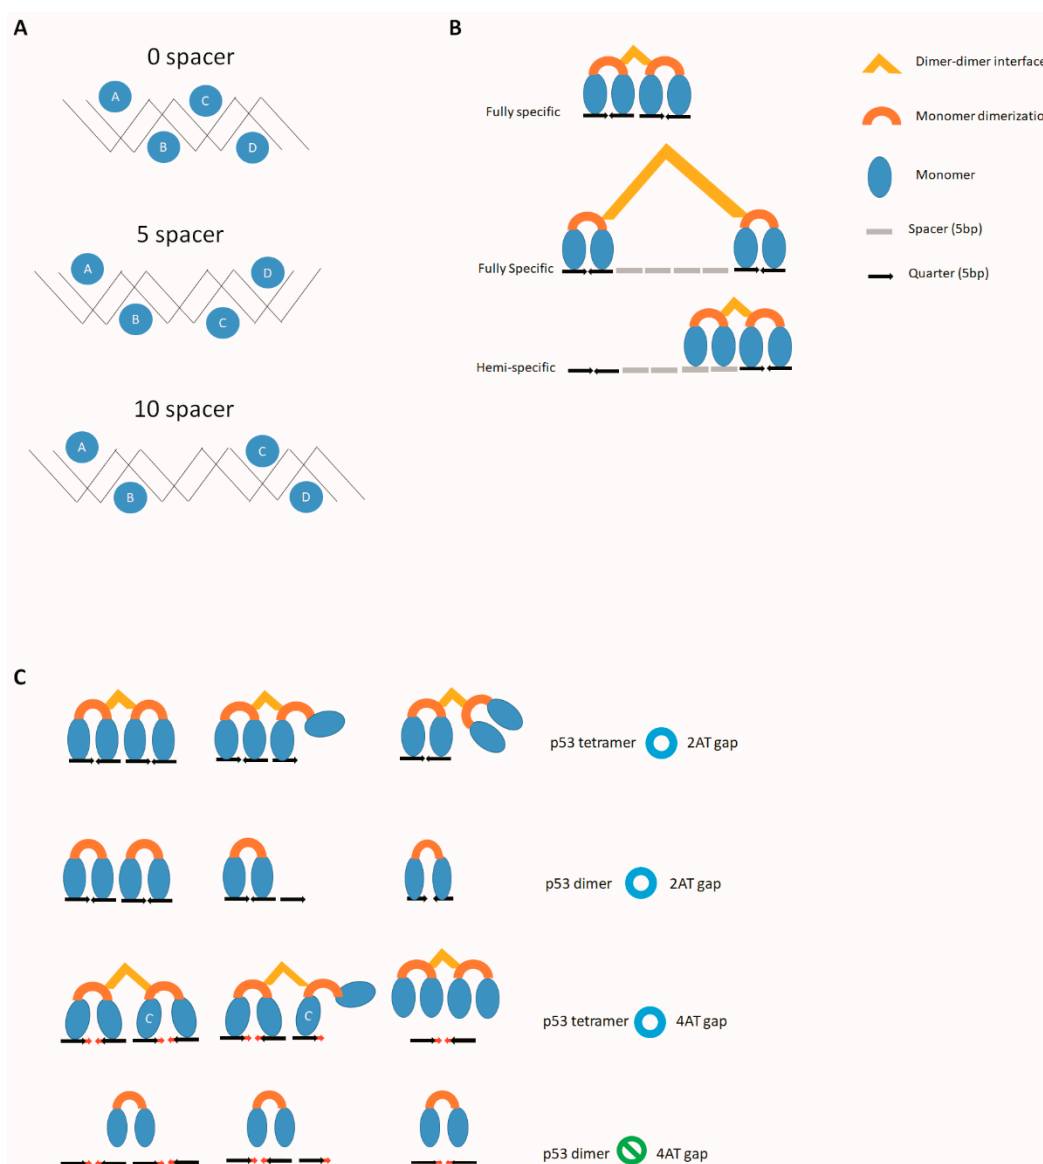 A
0 spacer
A
C
B
D
5 spacer
A
D
B
C
10 spacer
A
C
B
D
B
Fully specific
Fully Specific
Hemi-specific
Dimer-dimer interface
Monomer dimerization
Monomer
Spacer (5bp)
Quarter (5bp)
C
p53 tetramer 2AT gap
p53 dimer 2AT gap
C
C
p53 tetramer 4AT gap
p53 dimer 4AT gap